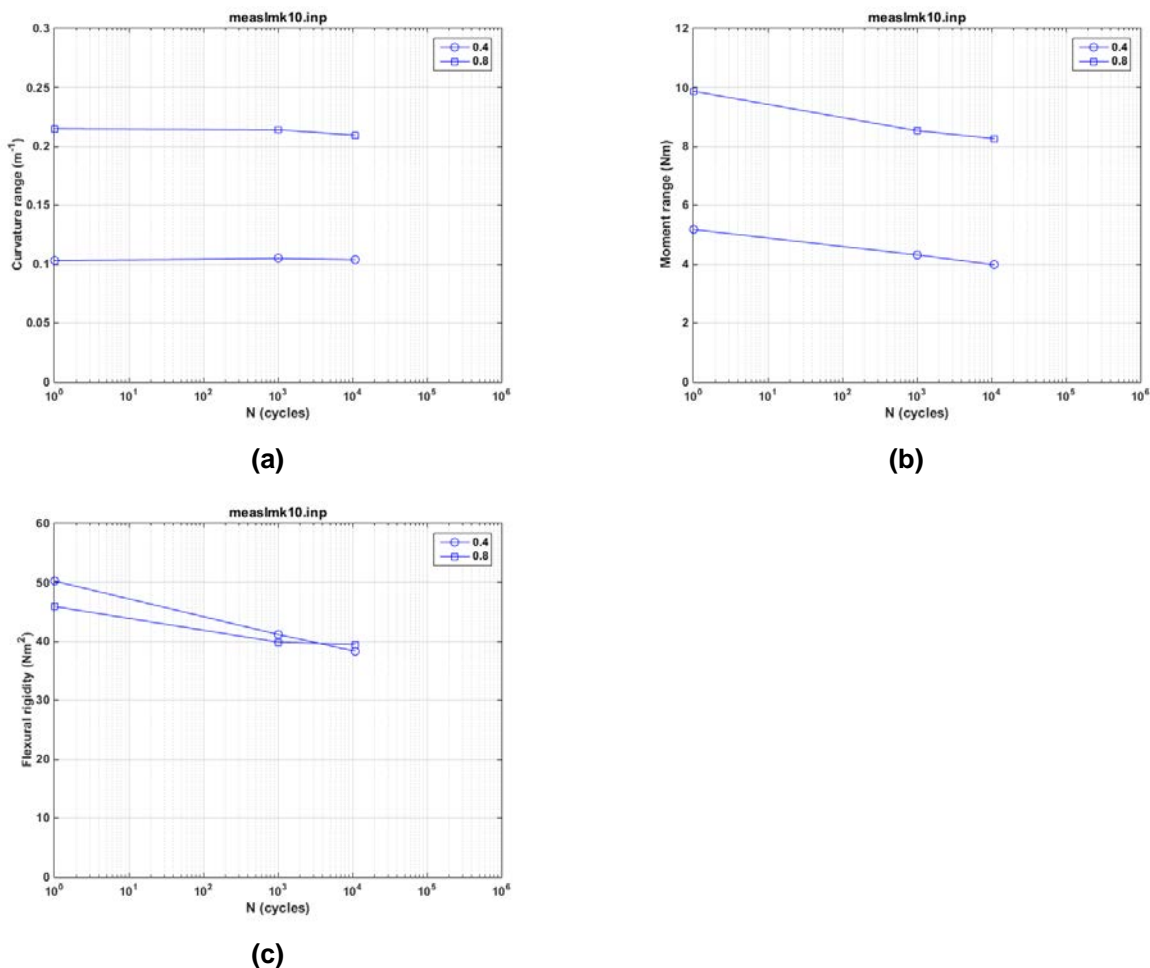 measlmk10.inp
0.3
0.25
0.2
0.15
0.1
0.05
0
Curvature range (m⁻¹)
0.4
0.8
10⁰ 10¹ 10² 10³ 10⁴ 10⁵ 10⁶
N (cycles)
(a)
measlmk10.inp
12
10
8
6
4
2
0
Moment range (Nm)
0.4
0.8
10⁰ 10¹ 10² 10³ 10⁴ 10⁵ 10⁶
N (cycles)
(b)
measlmk10.inp
60
50
40
30
20
10
0
Flexural rigidity (Nm²)
0.4
0.8
10⁰ 10¹ 10² 10³ 10⁴ 10⁵ 10⁶
N (cycles)
(c)